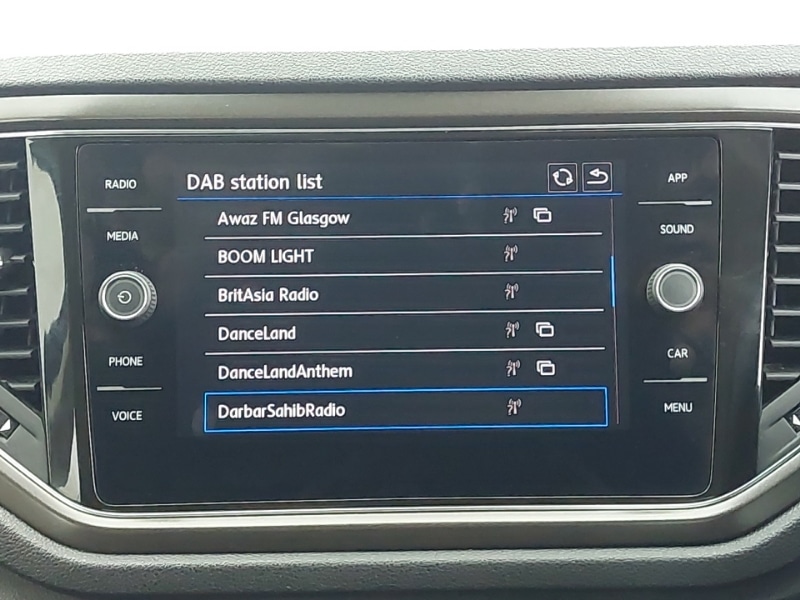 RADIO
MEDIA
PHONE
VOICE
DAB station list
Awaz FM Glasgow
BOOM LIGHT
BritAsia Radio
DanceLand
DanceLandAnthem
DarbarSahibRadio
APP
SOUND
CAR
MENU